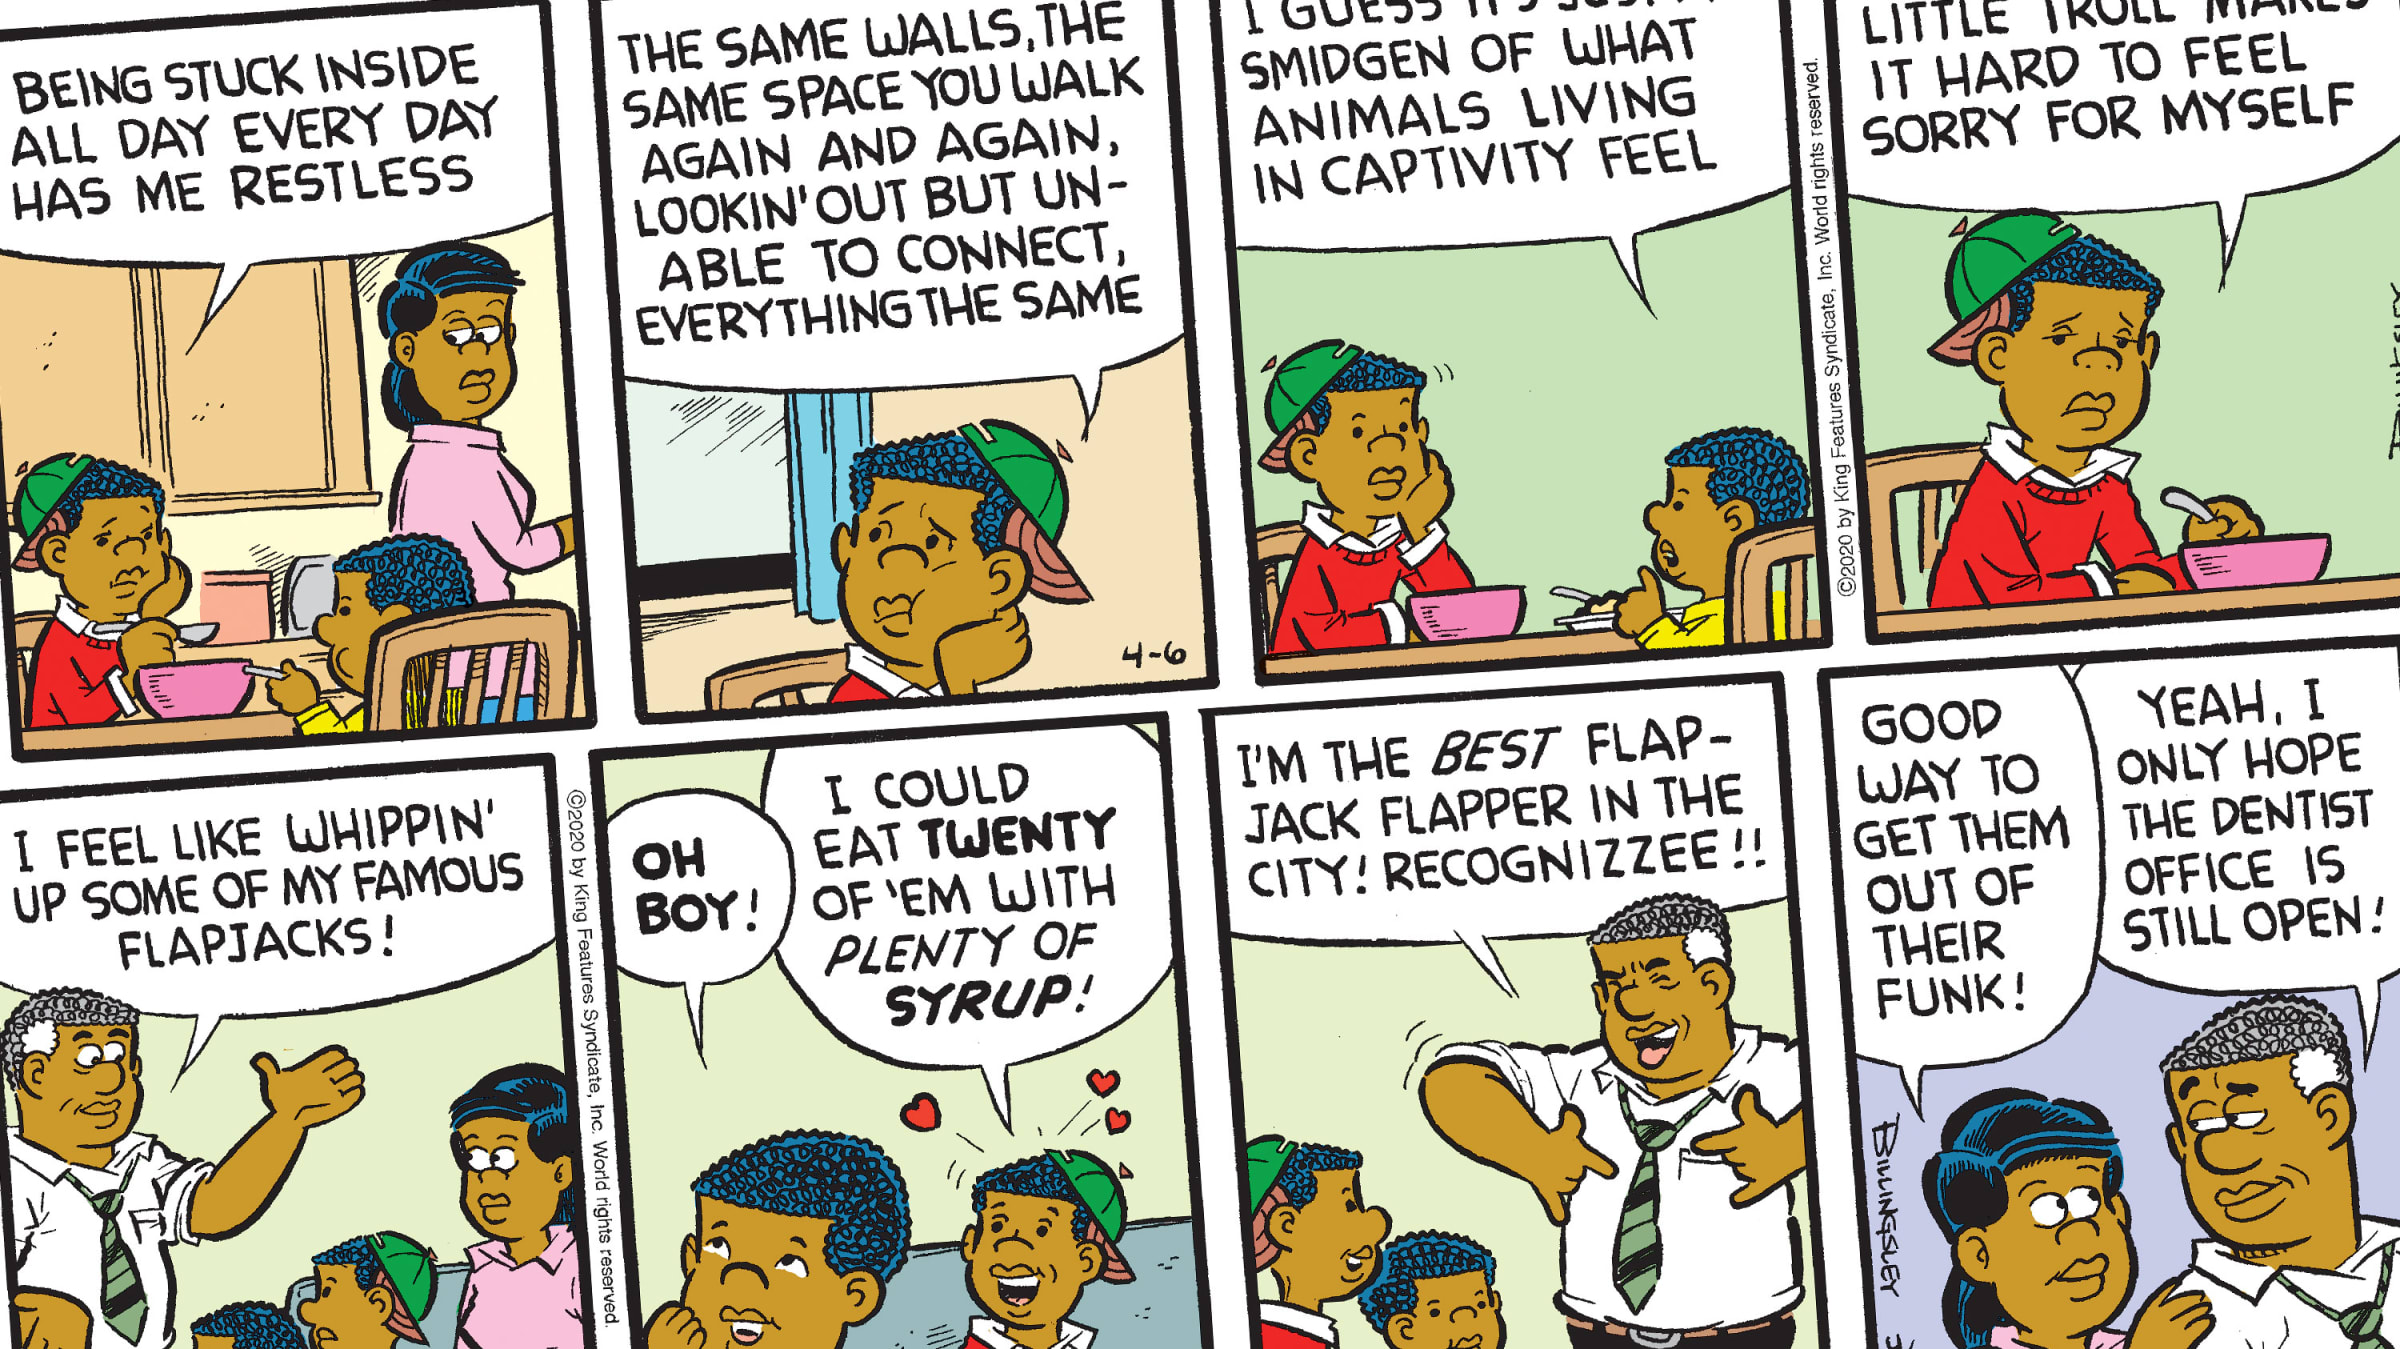 BEING STUCK INSIDE
ALL DAY EVERY DAY
HAS ME RESTLESS
THE SAME WALLS, THE
SAME SPACE YOU WALK
AGAIN AND AGAIN,
LOOKIN' OUT BUT UN-
ABLE TO CONNECT,
EVERYTHING THE SAME
4-6
I GUESS
SMIDGEN OF WHAT
ANIMALS LIVING
IN CAPTIVITY FEEL
©2020 by King Features Syndicate, Inc. World rights reserved.
LITTLE TROLL MAKES
IT HARD TO FEEL
SORRY FOR MYSELF
I FEEL LIKE WHIPPIN'
UP SOME OF MY FAMOUS
FLAPJACKS!
©2020 by King Features Syndicate, Inc. World rights reserved.
OH
BOY!
I COULD
EAT TWENTY
OF 'EM WITH
PLENTY OF
SYRUP!
I'M THE BEST FLAP-
JACK FLAPPER IN THE
CITY! RECOGNIZZEE!!
GOOD
WAY TO
GET THEM
OUT OF
THEIR
FUNK!
YEAH, I
ONLY HOPE
THE DENTIST
OFFICE IS
STILL OPEN!
BILLINGSLEY